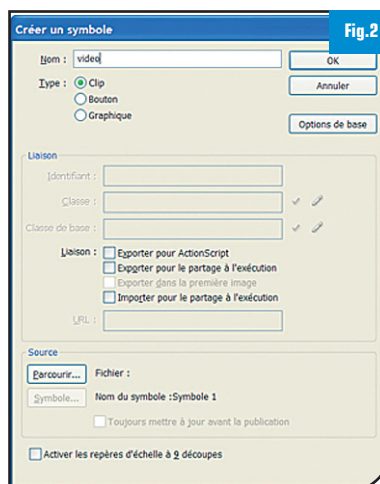 Créer un symbole
Fig.2
Nom : video
OK
Type : Clip
Annuler
Bouton
Graphique
Options de base
Liaison
Identifiant :
Classe :
Classe de base :
Liaison : Exporter pour ActionScript
Exporter pour le partage à l'exécution
Exporter dans la première image
Importer pour le partage à l'exécution
URL :
Source
Parcourir... Fichier :
Symbole... Nom du symbole :Symbole 1
Toujours mettre à jour avant la publication
Activer les repères d'échelle à 9 découpes